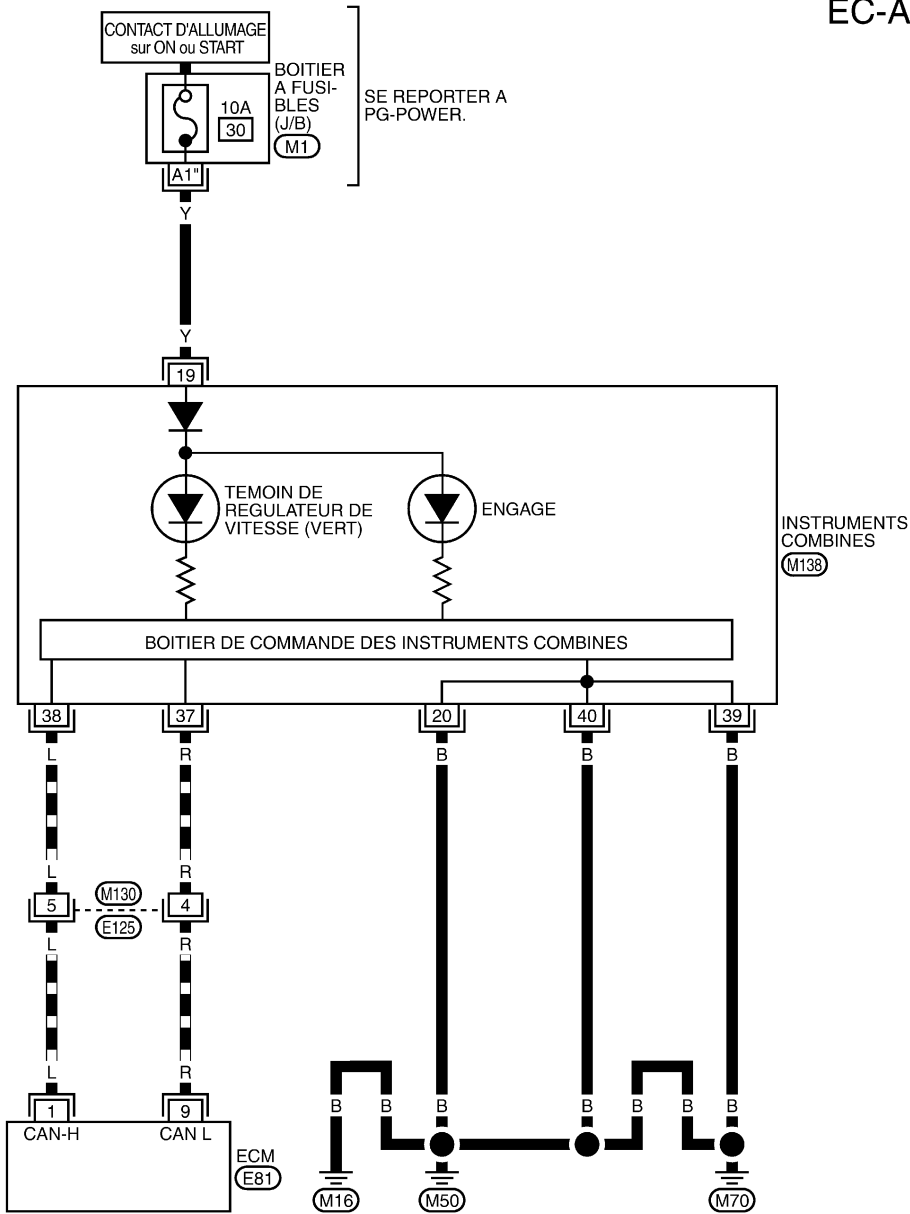 EC-A
CONTACT D'ALLUMAGE
sur ON ou START
BOITIER
A FUSI-
BLES
(J/B)
M1
10A
30
SE REPORTER A
PG-POWER.
A1"
Y
Y
19
TEMOIN DE
REGULATEUR DE
VITESSE (VERT)
ENGAGE
INSTRUMENTS
COMBINES
M138
BOITIER DE COMMANDE DES INSTRUMENTS COMBINES
38 37 20 40 39
L R B B B
L R
5 M130 4
E125
L R
L R
B B B B B B B
1 9
CAN-H CAN L
ECM
E81
M16 M50 M70